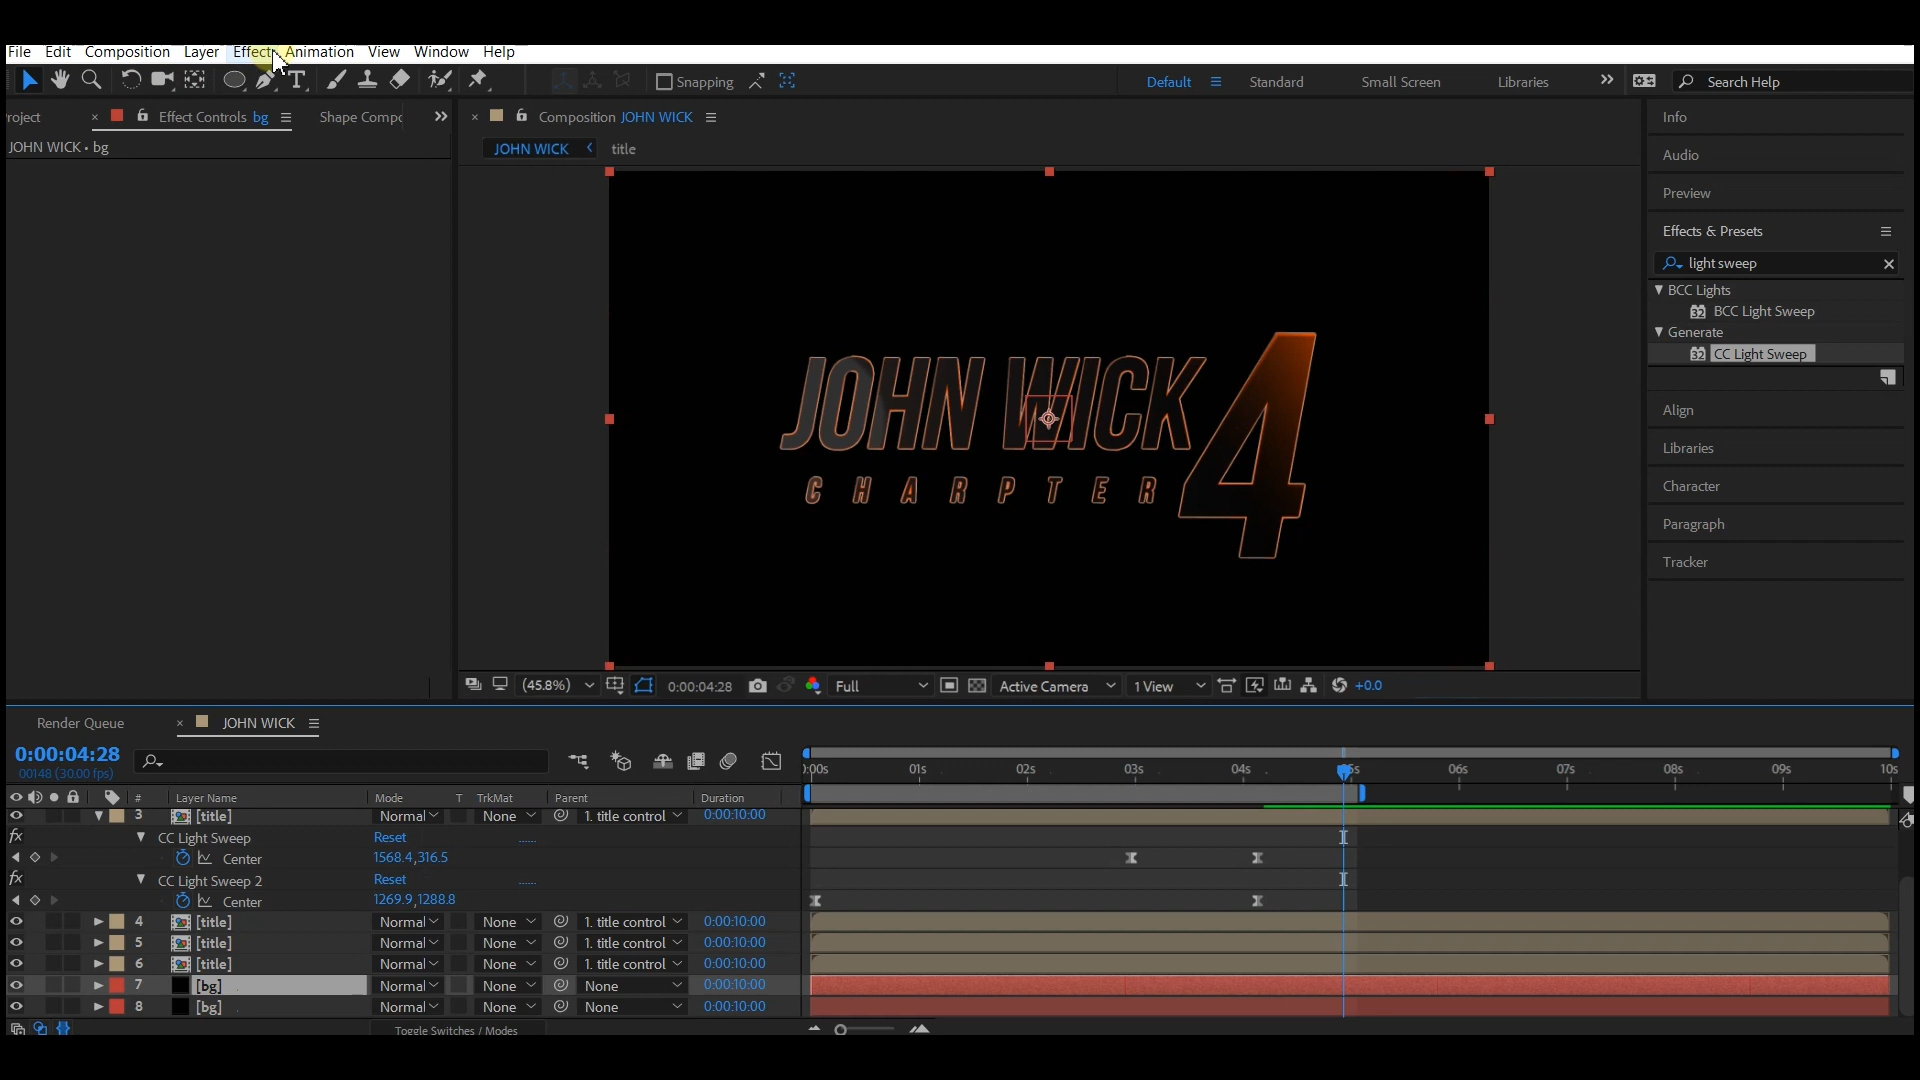 File Edit Composition Layer Effect Animation View Window Help
Snapping Default Standard Small Screen Libraries Search Help
roject Effect Controls bg Shape Compo
JOHN WICK • bg
Composition JOHN WICK
JOHN WICK title
JOHN WICK
4
CHARPTER
(45.8%) 0:00:04:28 Full Active Camera 1 View +0.0
Info
Audio
Preview
Effects & Presets
light sweep
BCC Lights
32 BCC Light Sweep
Generate
32 CC Light Sweep
Align
Libraries
Character
Paragraph
Tracker
Render Queue JOHN WICK
0:00:04:28
00148 (30.00 fps)
:00s 01s 02s 03s 04s 05s 06s 07s 08s 09s 10s
# Layer Name Mode T TrkMat Parent Duration
3 [title] Normal None 1. title control 0:00:10:00
fx CC Light Sweep Reset ......
Center 1568.4,316.5
fx CC Light Sweep 2 Reset ......
Center 1269.9,1288.8
4 [title] Normal None 1. title control 0:00:10:00
5 [title] Normal None 1. title control 0:00:10:00
6 [title] Normal None 1. title control 0:00:10:00
7 [bg] Normal None None 0:00:10:00
8 [bg] Normal None None 0:00:10:00
Toggle Switches / Modes